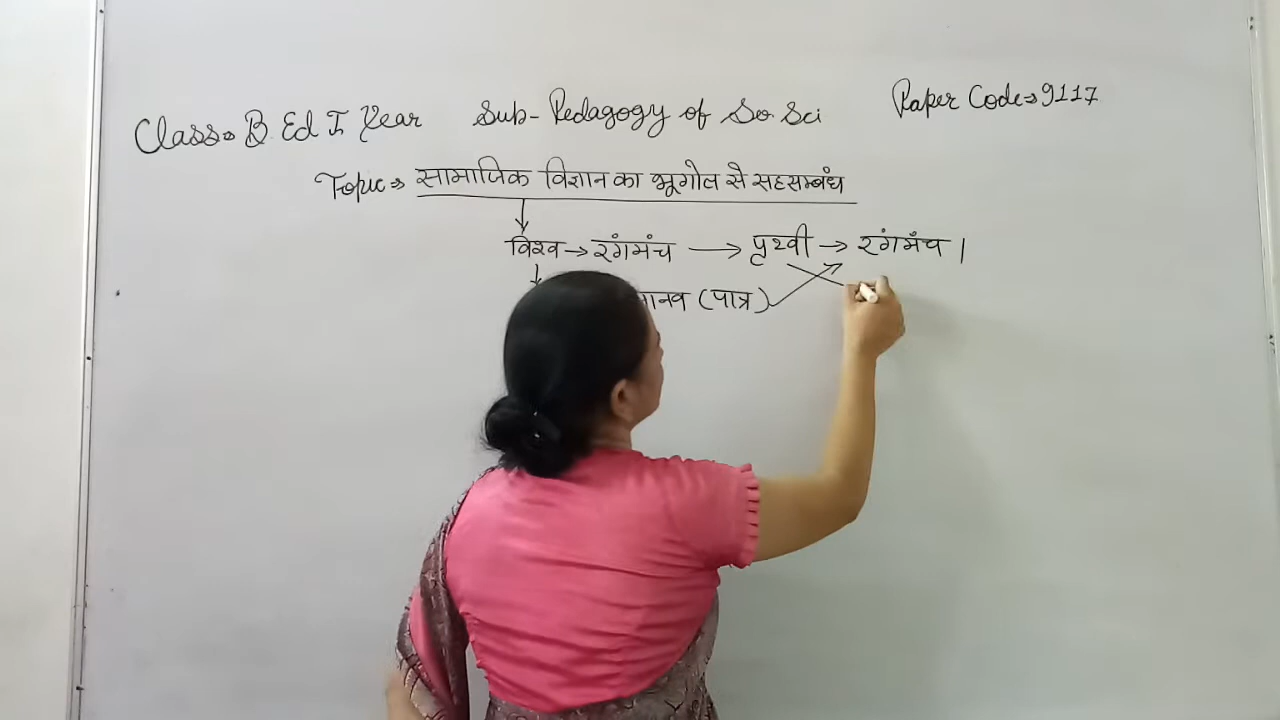 Class⇒ B Ed I Year Sub- Pedagogy of So Sci Paper Code⇒9117
Topic⇒ सामाजिक विज्ञान का भूगोल से सहसम्बंध
विश्व→रंगमंच → पृथ्वी → रंगमंच ।
(पात्र)